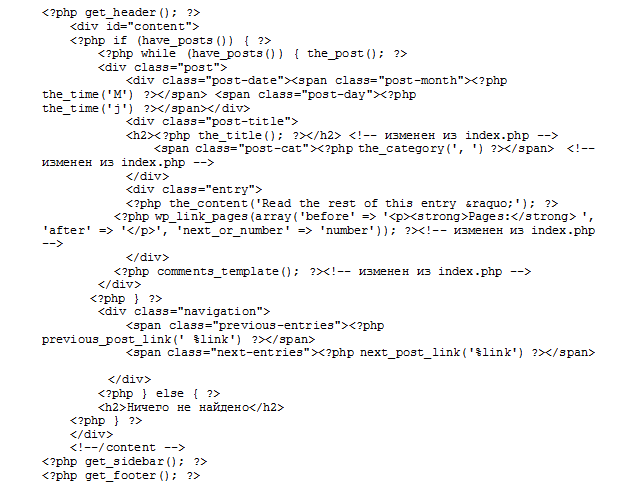 <?php get_header(); ?>
<div id="content">
<?php if (have_posts()) { ?>
<?php while (have_posts()) { the_post(); ?>
<div class="post">
<div class="post-date"><span class="post-month"><?php
the_time('M') ?></span> <span class="post-day"><?php
the_time('j') ?></span></div>
<div class="post-title">
<h2><?php the_title(); ?></h2> <!-- изменен из index.php -->
<span class="post-cat"><?php the_category(', ') ?></span> <!--
изменен из index.php -->
</div>
<div class="entry">
<?php the_content('Read the rest of this entry &raquo;'); ?>
<?php wp_link_pages(array('before' => '<p><strong>Pages:</strong> ',
'after' => '</p>', 'next_or_number' => 'number')); ?><!-- изменен из index.php
-->
</div>
<?php comments_template(); ?><!-- изменен из index.php -->
</div>
<?php } ?>
<div class="navigation">
<span class="previous-entries"><?php
previous_post_link(' %link') ?></span>
<span class="next-entries"><?php next_post_link('%link') ?></span>
</div>
<?php } else { ?>
<h2>Ничего не найдено</h2>
<?php } ?>
</div>
<!--/content -->
<?php get_sidebar(); ?>
<?php get_footer(); ?>